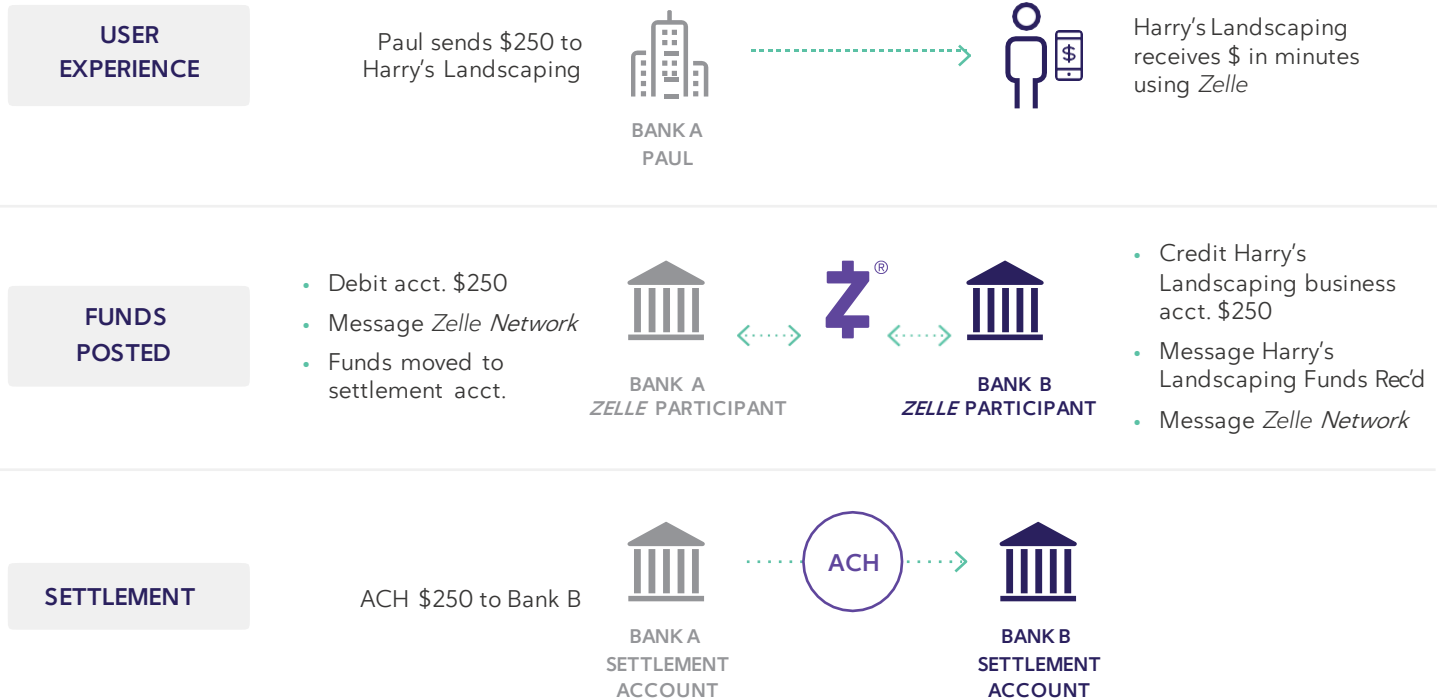 USER
EXPERIENCE
Paul sends $250 to
Harry's Landscaping
BANK A
PAUL
$
Harry's Landscaping
receives $ in minutes
using Zelle
FUNDS
POSTED
• Debit acct. $250
• Message Zelle Network
• Funds moved to
settlement acct.
BANK A
ZELLE PARTICIPANT
®
BANK B
ZELLE PARTICIPANT
• Credit Harry's
Landscaping business
acct. $250
• Message Harry's
Landscaping Funds Rec'd
• Message Zelle Network
SETTLEMENT
ACH $250 to Bank B
BANK A
SETTLEMENT
ACCOUNT
ACH
BANK B
SETTLEMENT
ACCOUNT